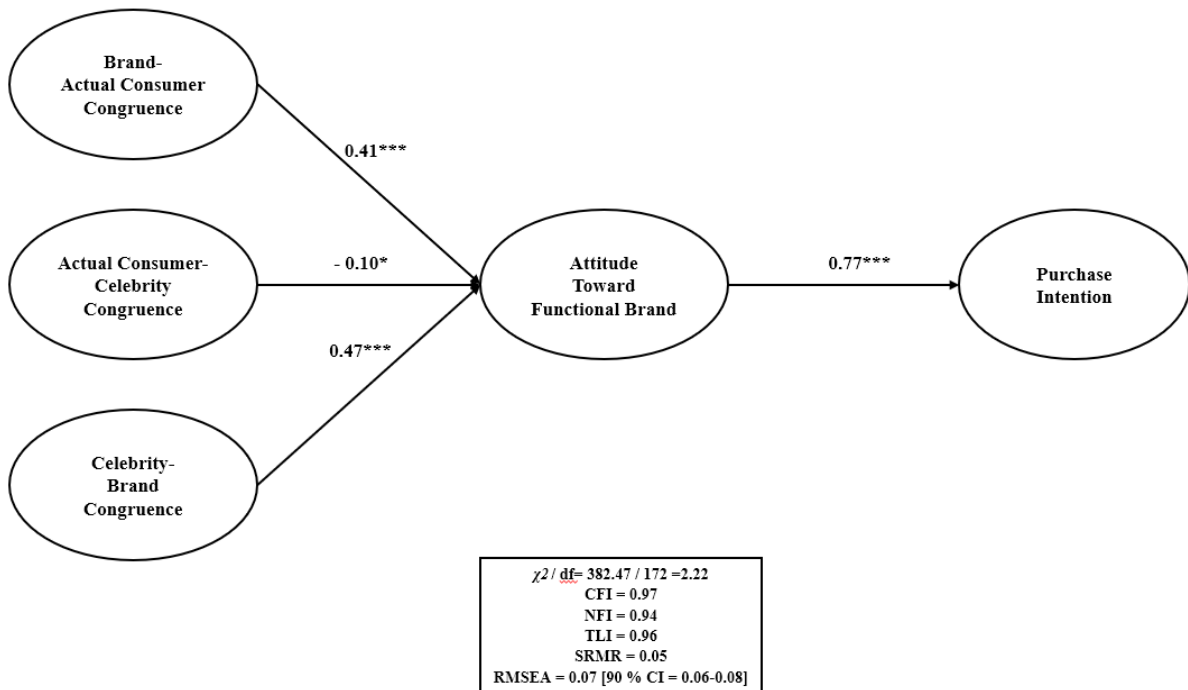 Brand-
Actual Consumer
Congruence
0.41***
Actual Consumer-
Celebrity
Congruence
- 0.10*
Attitude
Toward
Functional Brand
0.77***
Purchase
Intention
0.47***
Celebrity-
Brand
Congruence
χ2 / df= 382.47 / 172 =2.22
CFI = 0.97
NFI = 0.94
TLI = 0.96
SRMR = 0.05
RMSEA = 0.07 [90 % CI = 0.06-0.08]